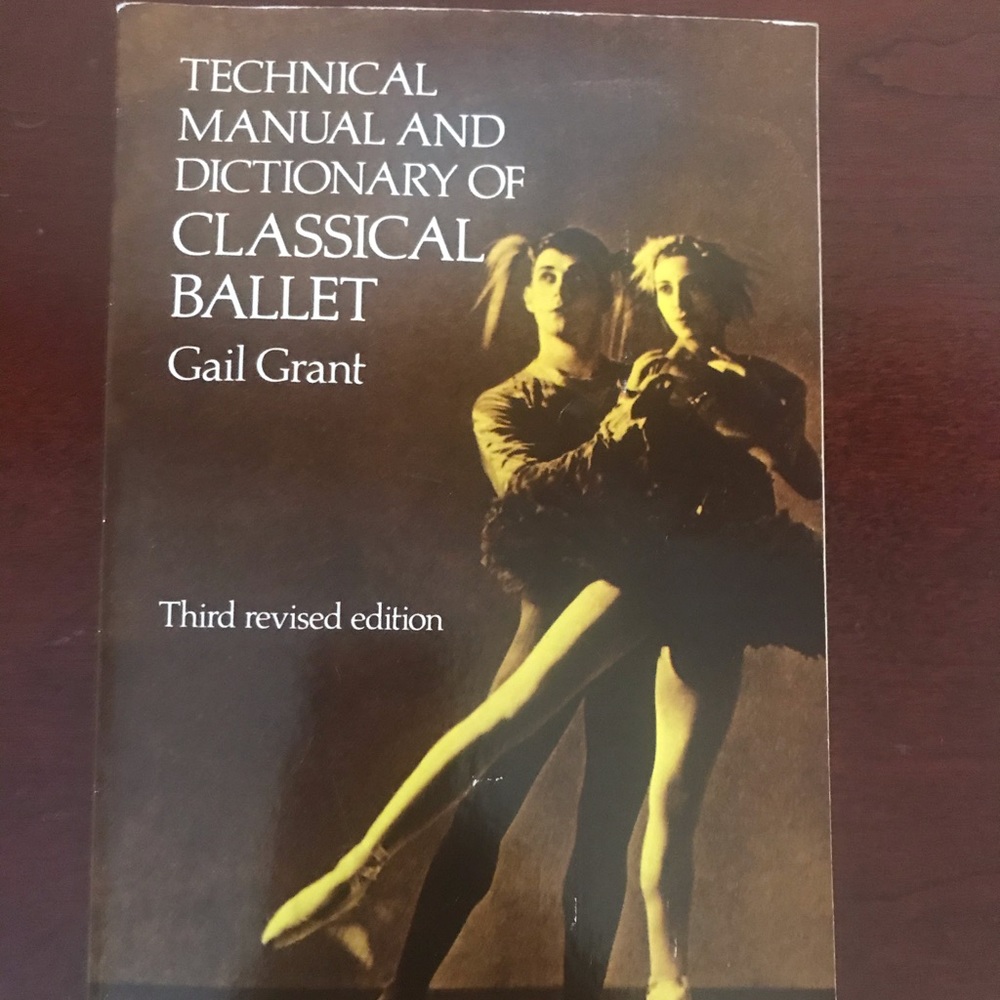 TECHNICAL
MANUAL AND
DICTIONARY OF
CLASSICAL
BALLET
Gail Grant
Third revised edition